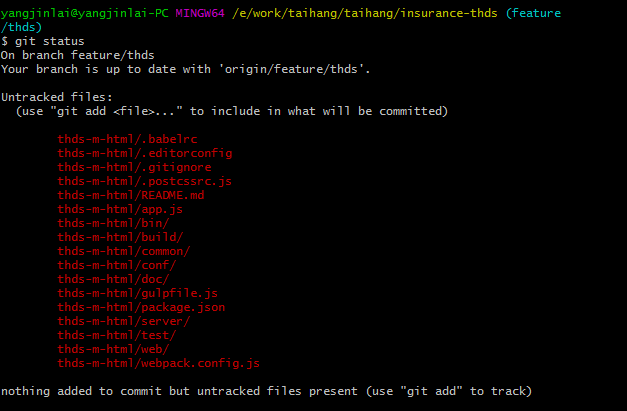 yangjinlai@yangjinlai-PC MINGW64 /e/work/taihang/taihang/insurance-thds (feature
/thds)
$ git status
On branch feature/thds
Your branch is up to date with 'origin/feature/thds'.
Untracked files:
(use "git add <file>..." to include in what will be committed)
thds-m-html/.babelrc
thds-m-html/.editorconfig
thds-m-html/.gitignore
thds-m-html/.postcssrc.js
thds-m-html/README.md
thds-m-html/app.js
thds-m-html/bin/
thds-m-html/build/
thds-m-html/common/
thds-m-html/conf/
thds-m-html/doc/
thds-m-html/gulpfile.js
thds-m-html/package.json
thds-m-html/server/
thds-m-html/test/
thds-m-html/web/
thds-m-html/webpack.config.js
nothing added to commit but untracked files present (use "git add" to track)